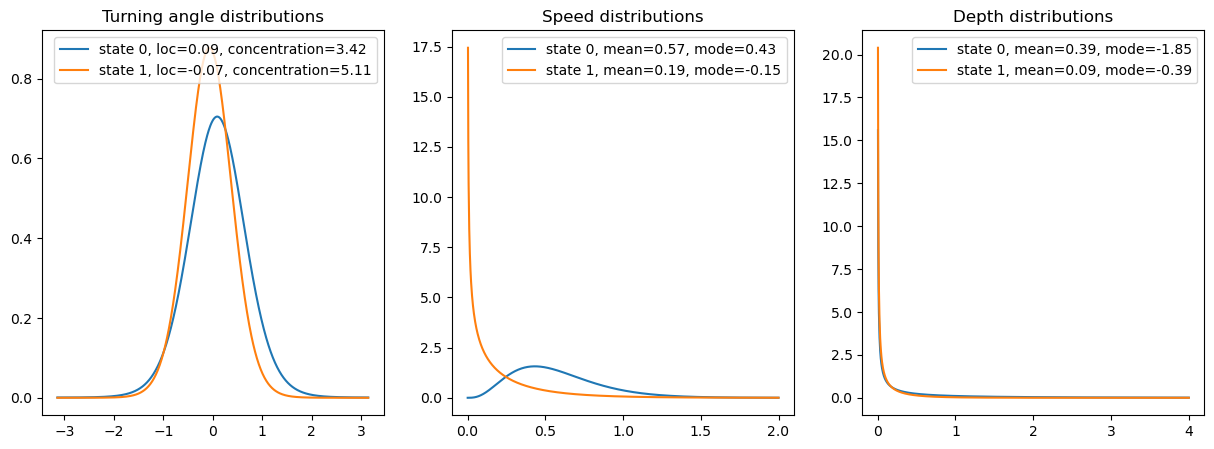 Turning angle distributions
state 0, loc=0.09, concentration=3.42
state 1, loc=-0.07, concentration=5.11
0.8
0.6
0.4
0.2
0.0
−3 −2 −1 0 1 2 3
Speed distributions
state 0, mean=0.57, mode=0.43
state 1, mean=0.19, mode=-0.15
17.5
15.0
12.5
10.0
7.5
5.0
2.5
0.0
0.0 0.5 1.0 1.5 2.0
Depth distributions
state 0, mean=0.39, mode=-1.85
state 1, mean=0.09, mode=-0.39
20.0
17.5
15.0
12.5
10.0
7.5
5.0
2.5
0.0
0 1 2 3 4